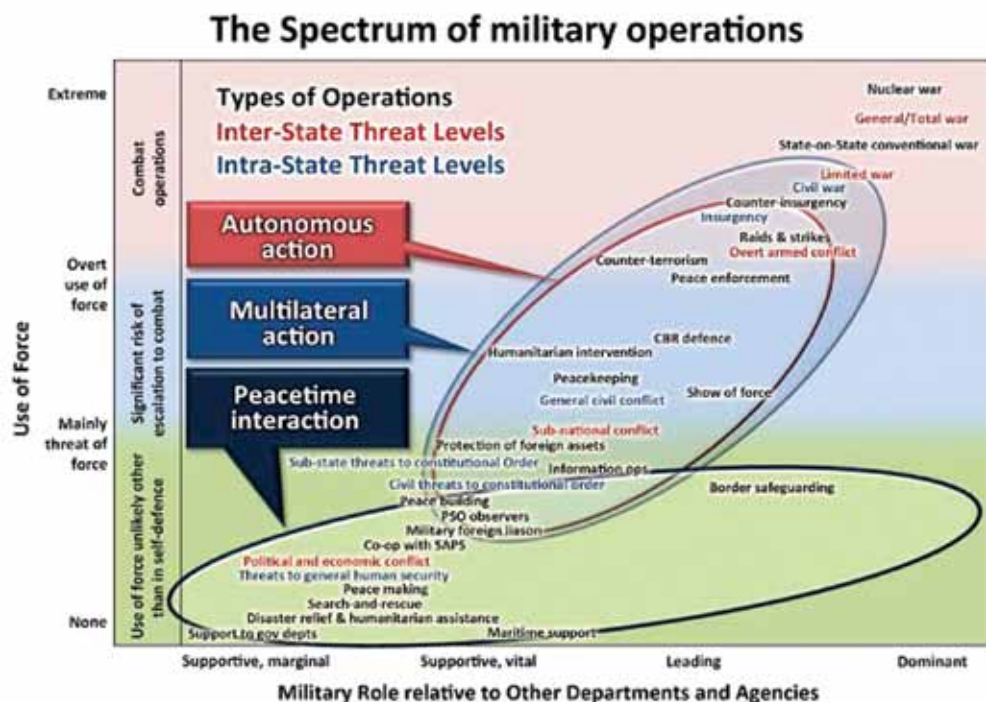 The Spectrum of military operations
Extreme
Combat
operations
Overt
use of
force
Significant risk of
escalation to combat
Mainly
threat of
force
Use of force unlikely other
than in self-defence
None
Use of Force
Types of Operations
Inter-State Threat Levels
Intra-State Threat Levels
Autonomous
action
Multilateral
action
Peacetime
interaction
Nuclear war
General/Total war
State-on-State conventional war
Limited war
Civil war
Counter-insurgency
Insurgency
Raids & strikes
Overt armed conflict
Counter-terrorism
Peace enforcement
CBR defence
Humanitarian intervention
Peacekeeping
Show of force
General civil conflict
Sub-national conflict
Protection of foreign assets
Sub-state threats to constitutional Order
Information ops
Civil threats to constitutional order
Border safeguarding
Peace building
PSO observers
Military foreign liason
Co-op with SAPS
Political and economic conflict
Threats to general human security
Peace making
Search-and-rescue
Disaster relief & humanitarian assistance
Support to gov depts
Maritime support
Supportive, marginal
Supportive, vital
Leading
Dominant
Military Role relative to Other Departments and Agencies